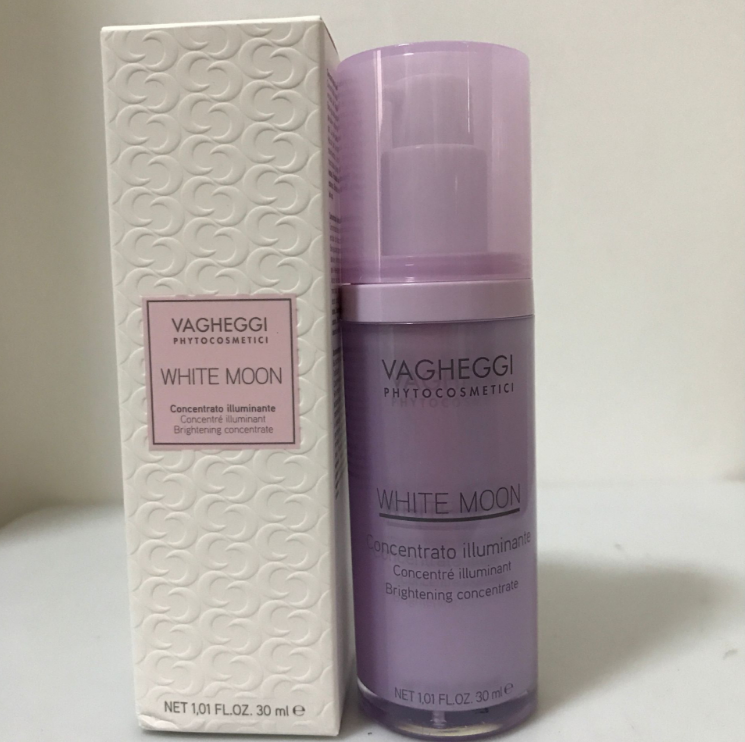 VAGHEGGI
PHYTOCOSMETICI
WHITE MOON
Concentrato illuminante
Concentré illuminant
Brightening concentrate
NET 1,01 FL.OZ. 30 ml ℮
VAGHEGGI
PHYTOCOSMETICI
WHITE MOON
Concentrato illuminante
Concentré illuminant
Brightening concentrate
NET 1,01 FL.OZ. 30 ml ℮